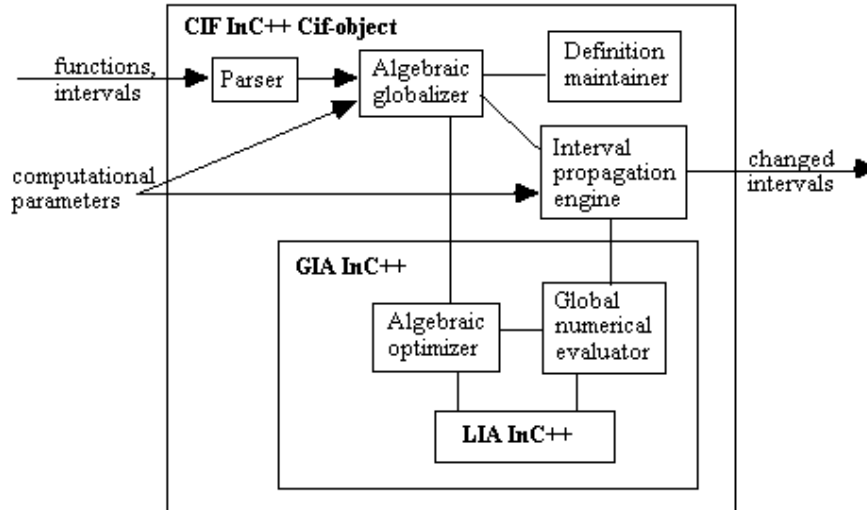 CIF InC++ Cif-object
functions,
intervals
Parser
Algebraic
globalizer
Definition
maintainer
computational
parameters
Interval
propagation
engine
changed
intervals
GIA InC++
Algebraic
optimizer
Global
numerical
evaluator
LIA InC++